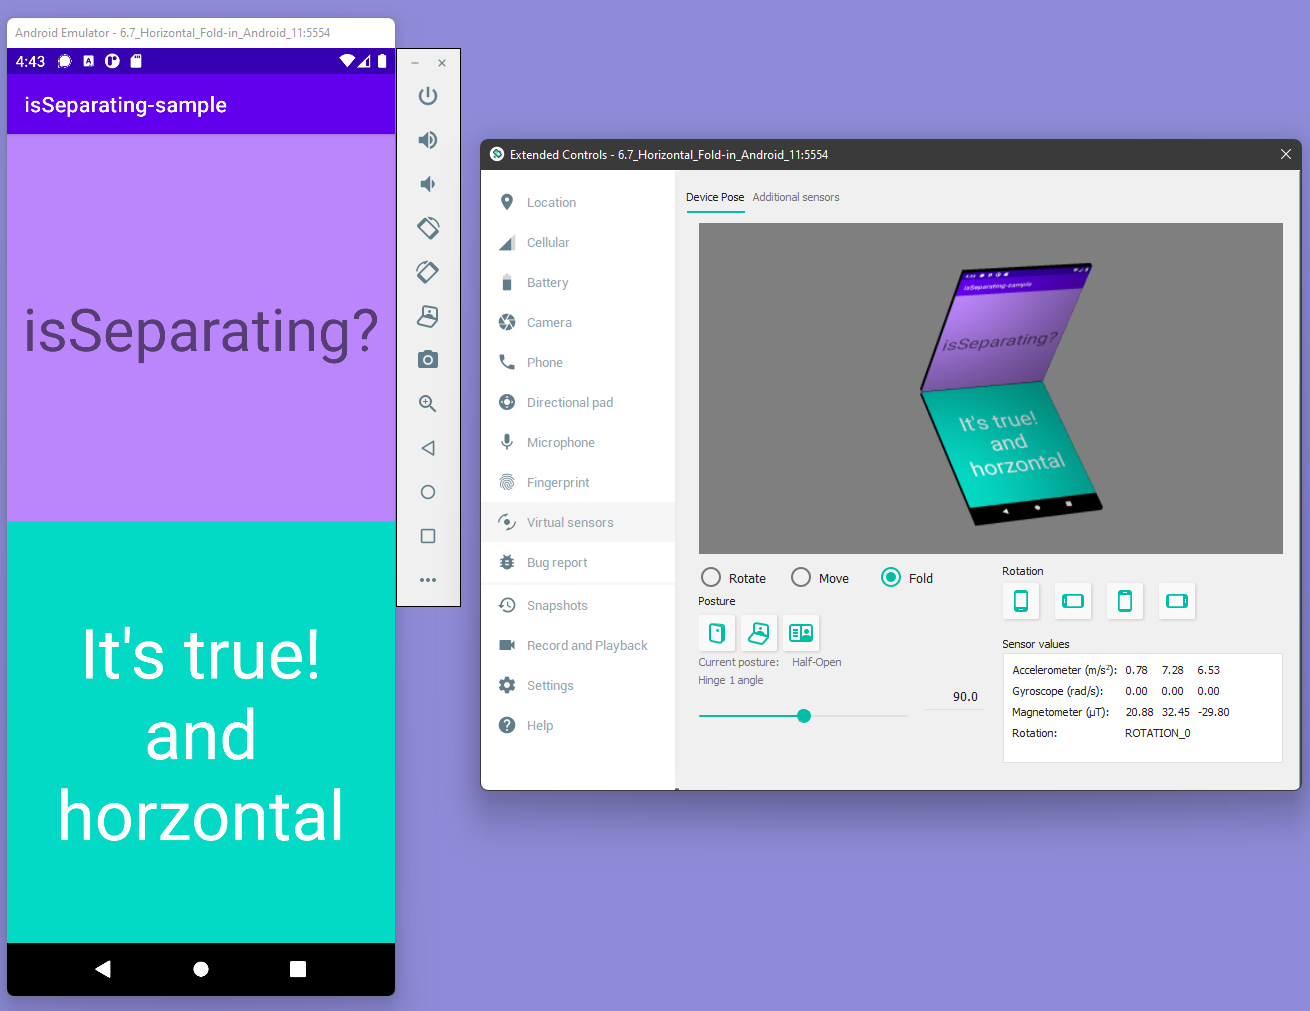 Android Emulator - 6.7_Horizontal_Fold-in_Android_11:5554
4:43
isSeparating-sample
isSeparating?
It's true!
and
horzontal
Extended Controls - 6.7_Horizontal_Fold-in_Android_11:5554
Location
Cellular
Battery
Camera
Phone
Directional pad
Microphone
Fingerprint
Virtual sensors
Bug report
Snapshots
Record and Playback
Settings
Help
Device Pose Additional sensors
4:43
isSeparating-sample
isSeparating?
It's true!
and
horzontal
Rotate Move Fold
Posture
Current posture: Half-Open
Hinge 1 angle
90.0
Rotation
Sensor values
Accelerometer (m/s²): 0.78 7.28 6.53
Gyroscope (rad/s): 0.00 0.00 0.00
Magnetometer (μT): 20.88 32.45 -29.80
Rotation: ROTATION_0